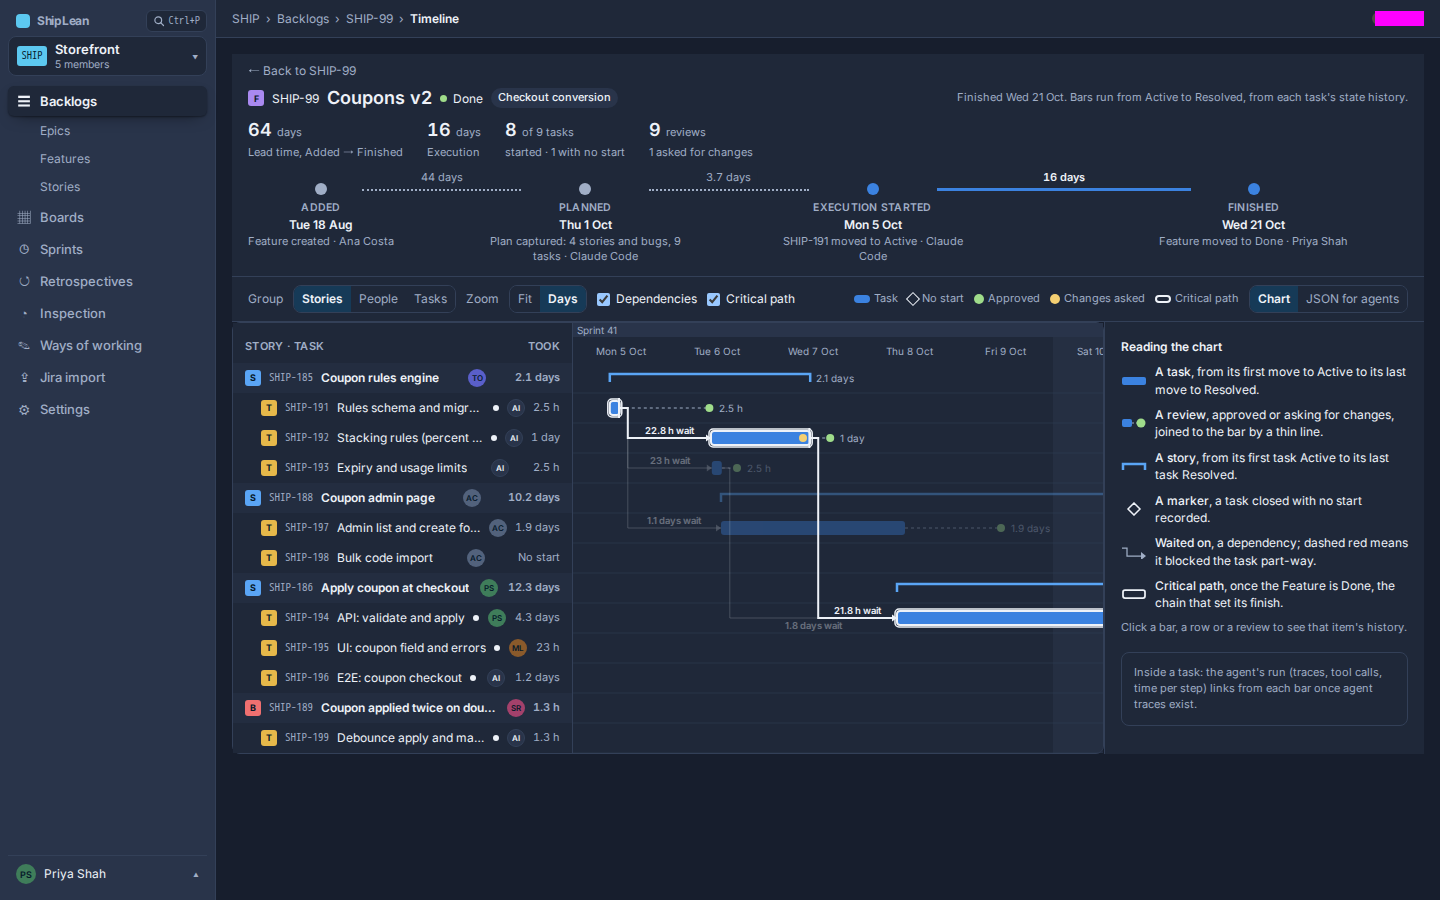 ShipLean
Ctrl+P
SHIP
Storefront
5 members
Backlogs
Epics
Features
Stories
Boards
Sprints
Retrospectives
Inspection
Ways of working
Jira import
Settings
PS Priya Shah
SHIP › Backlogs › SHIP-99 › Timeline
← Back to SHIP-99
F SHIP-99 Coupons v2 Done Checkout conversion
Finished Wed 21 Oct. Bars run from Active to Resolved, from each task's state history.
64 days
Lead time, Added → Finished
16 days
Execution
8 of 9 tasks
started · 1 with no start
9 reviews
1 asked for changes
44 days
3.7 days
16 days
ADDED
Tue 18 Aug
Feature created · Ana Costa
PLANNED
Thu 1 Oct
Plan captured: 4 stories and bugs, 9
tasks · Claude Code
EXECUTION STARTED
Mon 5 Oct
SHIP-191 moved to Active · Claude
Code
FINISHED
Wed 21 Oct
Feature moved to Done · Priya Shah
Group Stories People Tasks Zoom Fit Days Dependencies Critical path
Task No start Approved Changes asked Critical path Chart JSON for agents
STORY · TASK TOOK
S SHIP-185 Coupon rules engine TO 2.1 days
T SHIP-191 Rules schema and migr... AI 2.5 h
T SHIP-192 Stacking rules (percent ... AI 1 day
T SHIP-193 Expiry and usage limits AI 2.5 h
S SHIP-188 Coupon admin page AC 10.2 days
T SHIP-197 Admin list and create fo... AC 1.9 days
T SHIP-198 Bulk code import AC No start
S SHIP-186 Apply coupon at checkout PS 12.3 days
T SHIP-194 API: validate and apply PS 4.3 days
T SHIP-195 UI: coupon field and errors ML 23 h
T SHIP-196 E2E: coupon checkout AI 1.2 days
B SHIP-189 Coupon applied twice on dou... SR 1.3 h
T SHIP-199 Debounce apply and ma... AI 1.3 h
Sprint 41
Mon 5 Oct Tue 6 Oct Wed 7 Oct Thu 8 Oct Fri 9 Oct Sat 10
2.1 days
2.5 h
22.8 h wait
1 day
23 h wait
2.5 h
1.1 days wait
1.9 days
21.8 h wait
1.8 days wait
Reading the chart
A task, from its first move to Active to its last
move to Resolved.
A review, approved or asking for changes,
joined to the bar by a thin line.
A story, from its first task Active to its last
task Resolved.
A marker, a task closed with no start
recorded.
Waited on, a dependency; dashed red means
it blocked the task part-way.
Critical path, once the Feature is Done, the
chain that set its finish.
Click a bar, a row or a review to see that item's history.
Inside a task: the agent's run (traces, tool calls,
time per step) links from each bar once agent
traces exist.